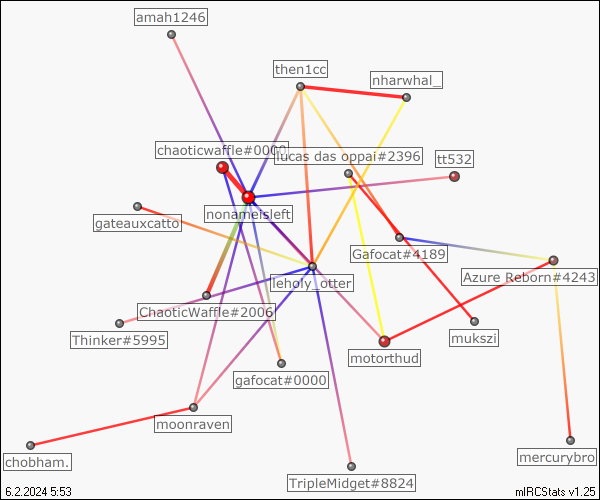 amah1246
then1cc
nharwhal_
chaoticwaffle#0000
lucas das oppai#2396
tt532
nonameisleft
gateauxcatto
Gafocat#4189
leholy_otter
Azure Reborn#4243
ChaoticWaffle#2006
Thinker#5995
mukszi
motorthud
gafocat#0000
moonraven
chobham.
mercurybro
TripleMidget#8824
6.2.2024 5:53
mIRCStats v1.25